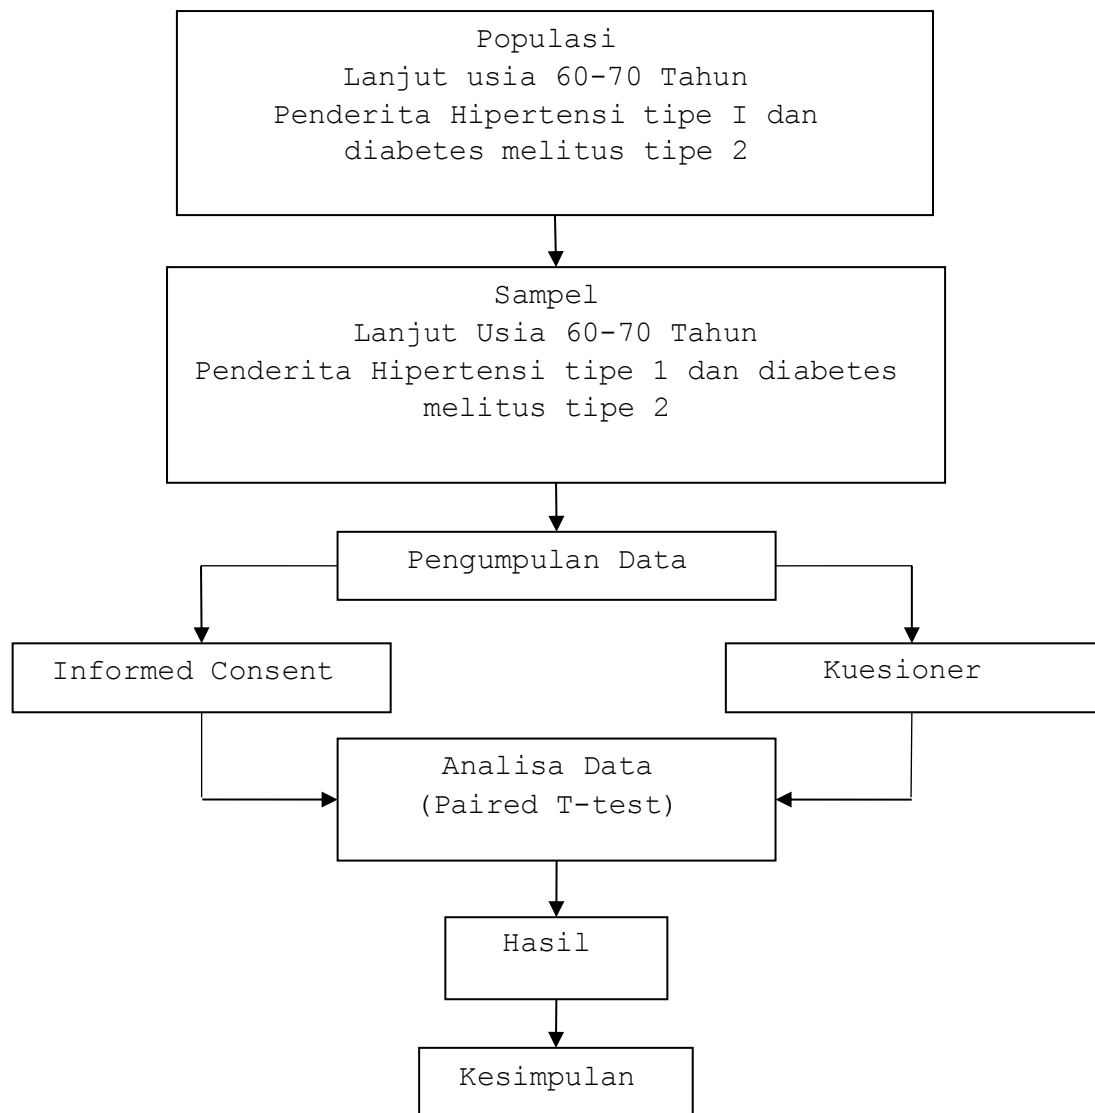 Populasi
Lanjut usia 60-70 Tahun
Penderita Hipertensi tipe I dan
diabetes melitus tipe 2
Sampel
Lanjut Usia 60-70 Tahun
Penderita Hipertensi tipe 1 dan diabetes
melitus tipe 2
Pengumpulan Data
Informed Consent
Kuesioner
Analisa Data
(Paired T-test)
Hasil
Kesimpulan